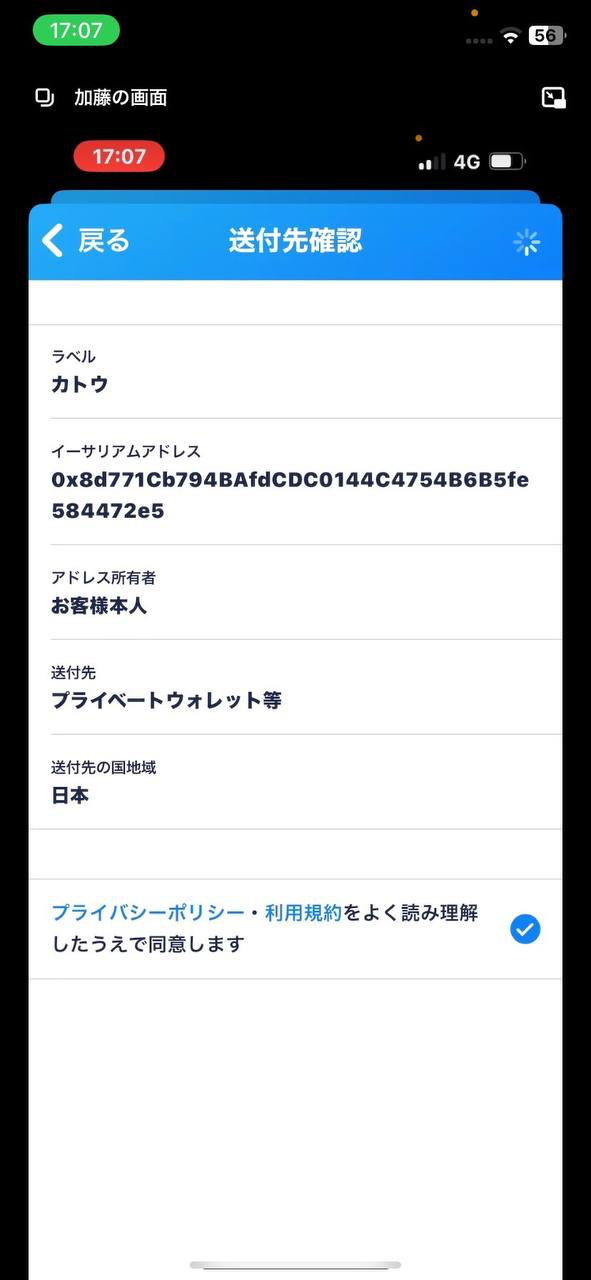 17:07
56
加藤の画面
17:07
4G
戻る
送付先確認
ラベル
カトウ
イーサリアムアドレス
0x8d771Cb794BAfdCDC0144C4754B6B5fe
584472e5
アドレス所有者
お客様本人
送付先
プライベートウォレット等
送付先の国地域
日本
プライバシーポリシー・利用規約をよく読み理解
したうえで同意します